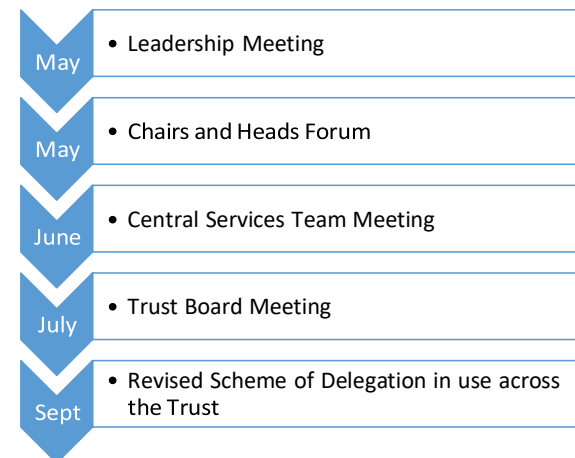 May
• Leadership Meeting
May
• Chairs and Heads Forum
June
• Central Services Team Meeting
July
• Trust Board Meeting
Sept
• Revised Scheme of Delegation in use across
the Trust